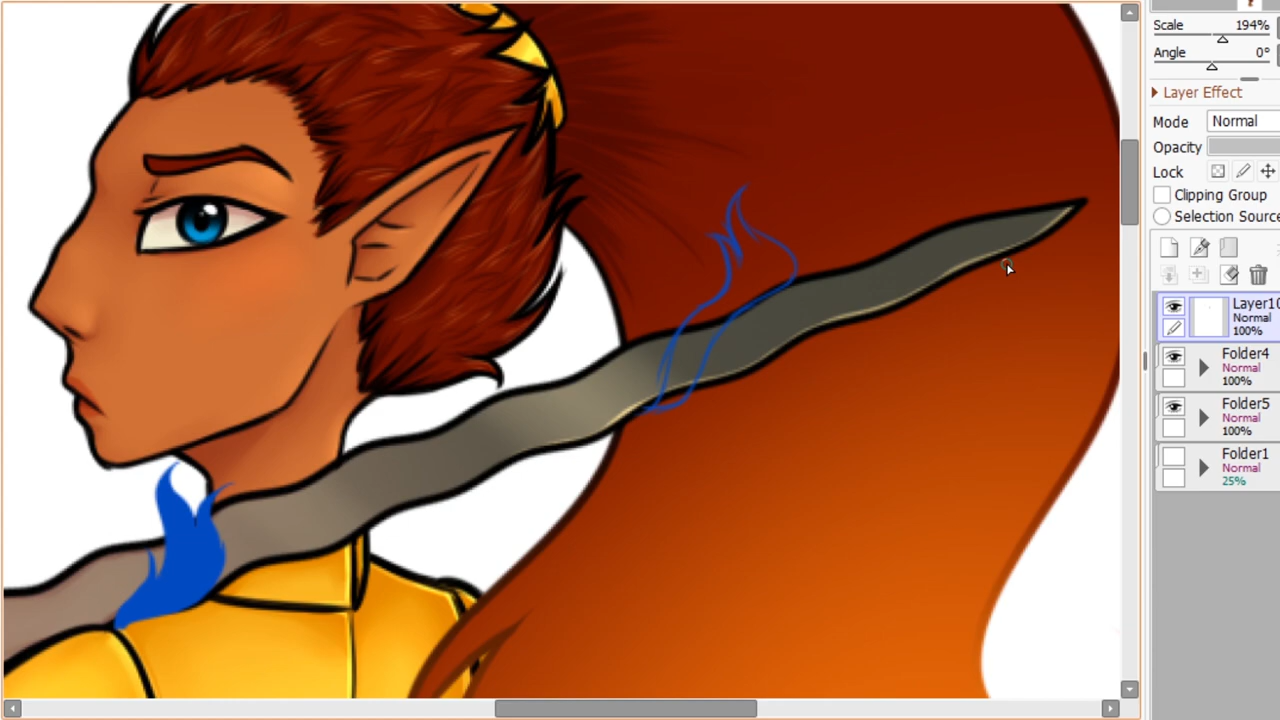 Scale 194%
Angle 0°
Layer Effect
Mode Normal
Opacity
Lock
Clipping Group
Selection Source
Layer10
Normal
100%
Folder4
Normal
100%
Folder5
Normal
100%
Folder1
Normal
25%